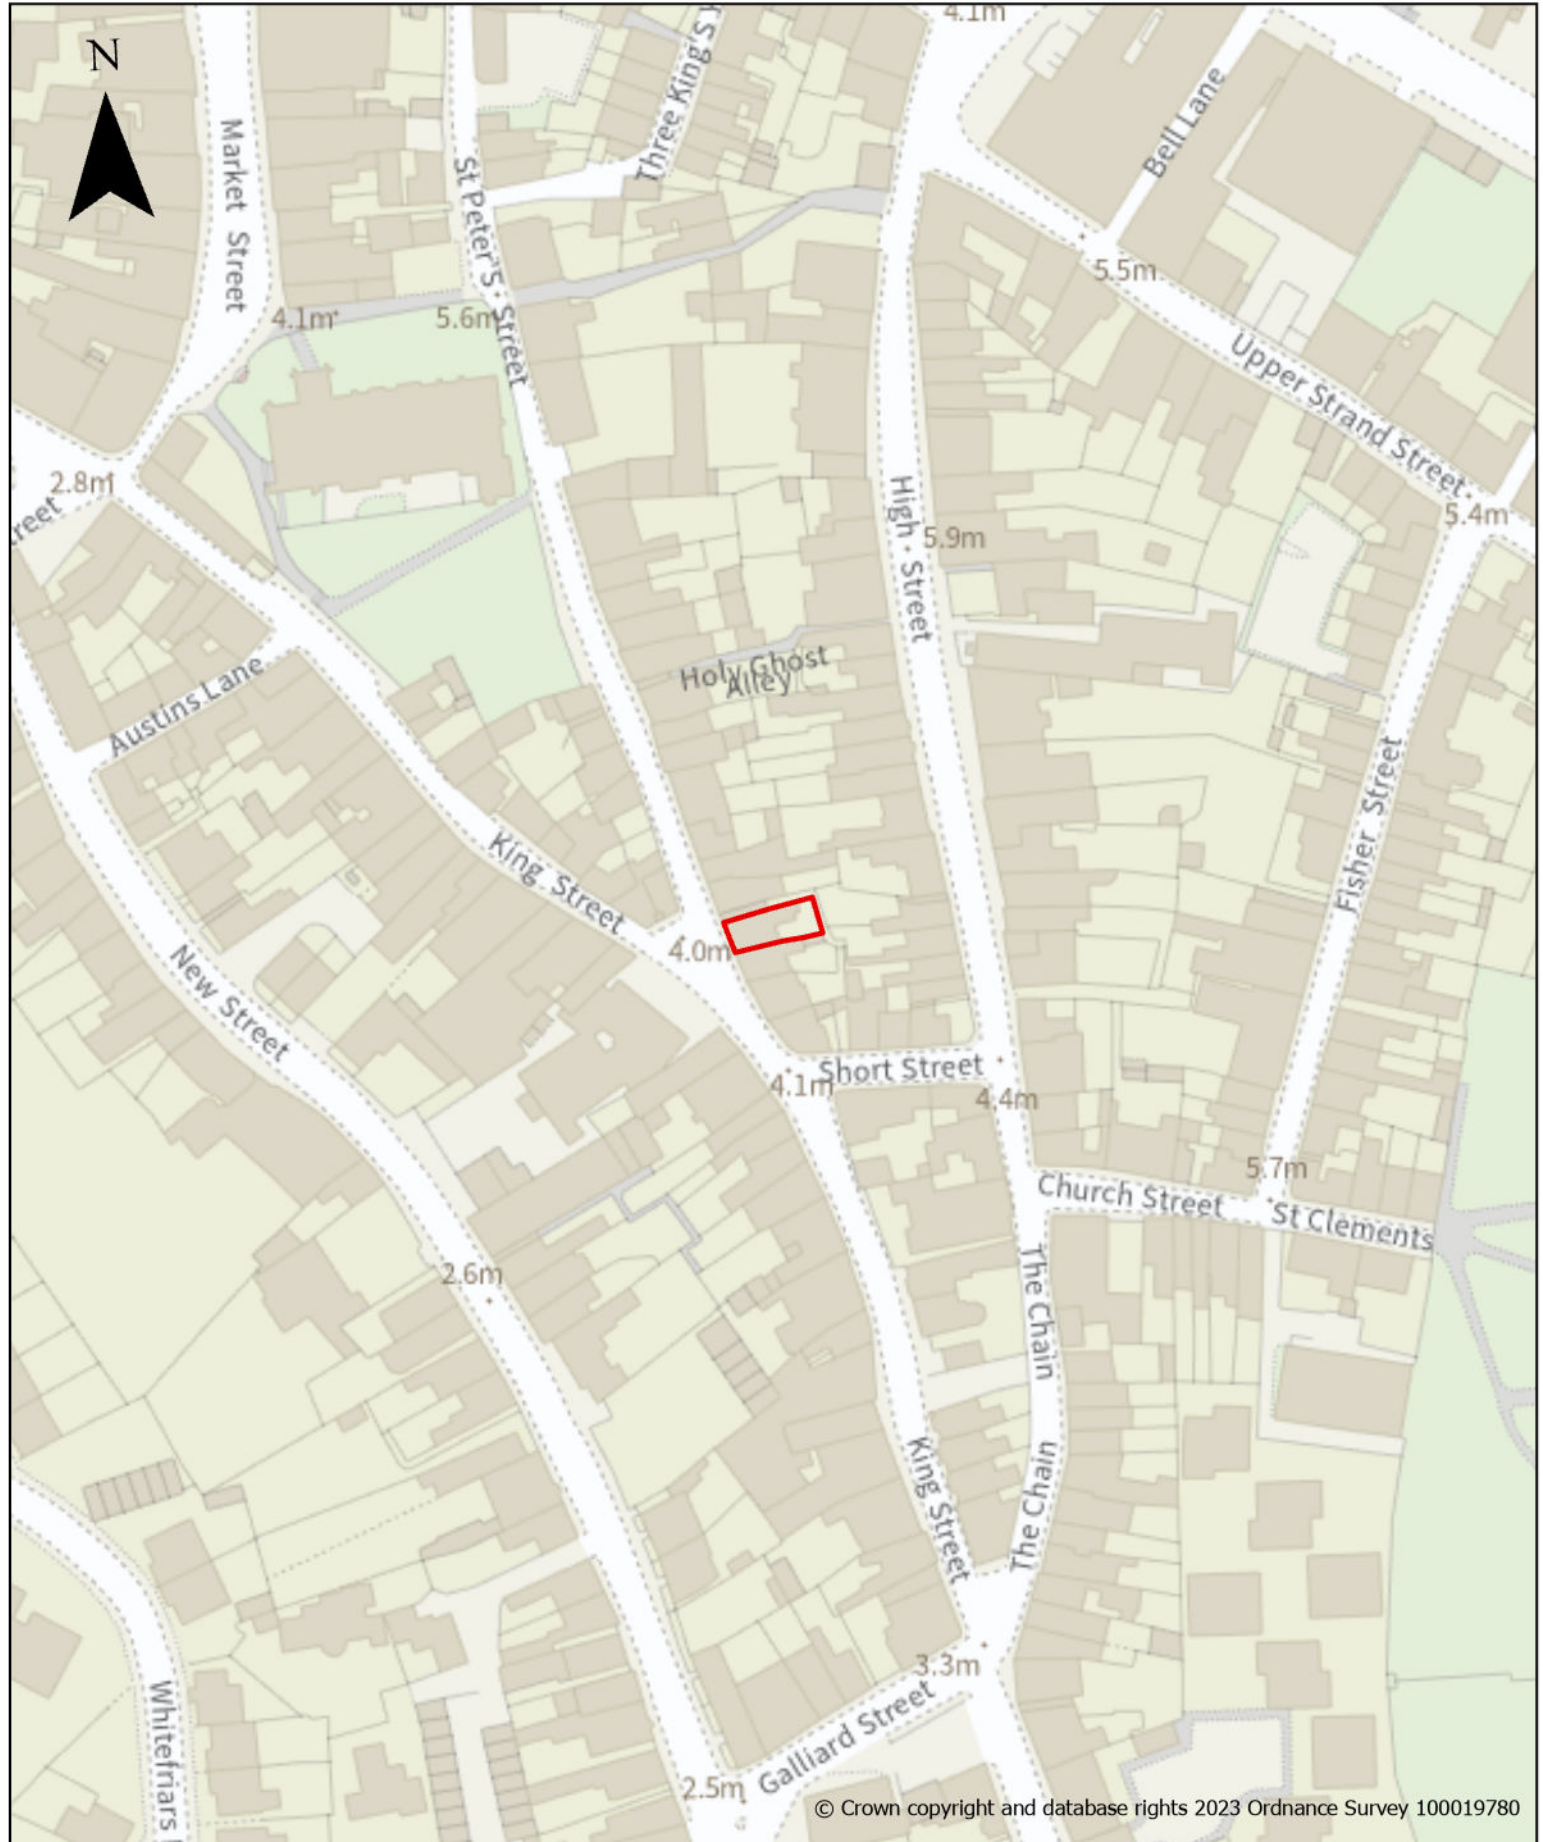 4.1m
N
Three King's
Bell Lane
Market Street
St Peter'S Street
5.5m
4.1m
5.6m
Upper Strand Street
2.8m
reet
High Street
5.9m
5.4m
Holy Ghost
Alley
Austins Lane
Fisher Street
King Street
4.0m
New Street
Short Street
4.1m
4.4m
5.7m
Church Street
St Clements
The Chain
2.6m
King Street
The Chain
3.3m
Whitefriars
Galliard Street
2.5m
© Crown copyright and database rights 2023 Ordnance Survey 100019780